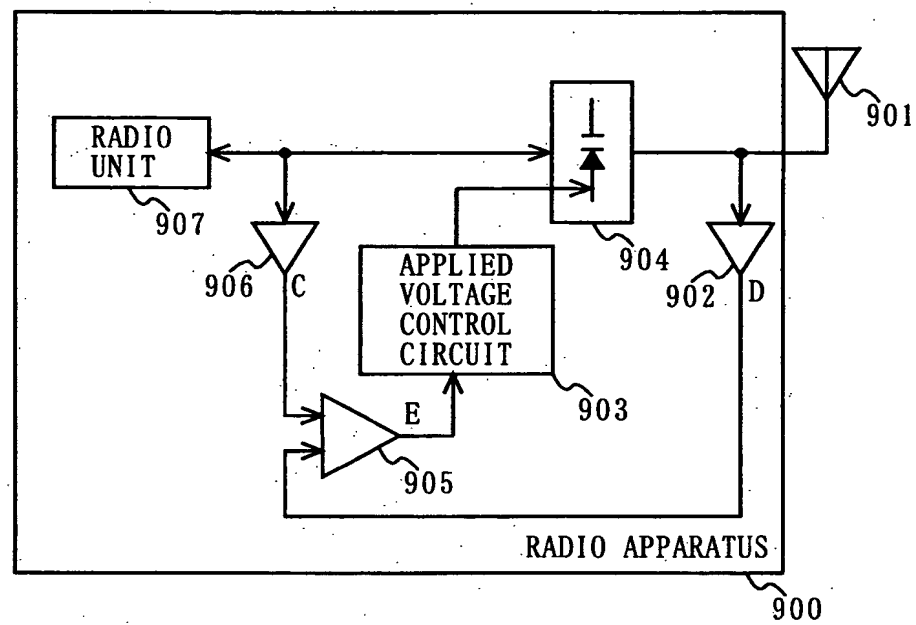 901
RADIO
UNIT
907
904
906
C
APPLIED
VOLTAGE
CONTROL
CIRCUIT
902
D
903
E
905
RADIO APPARATUS
900